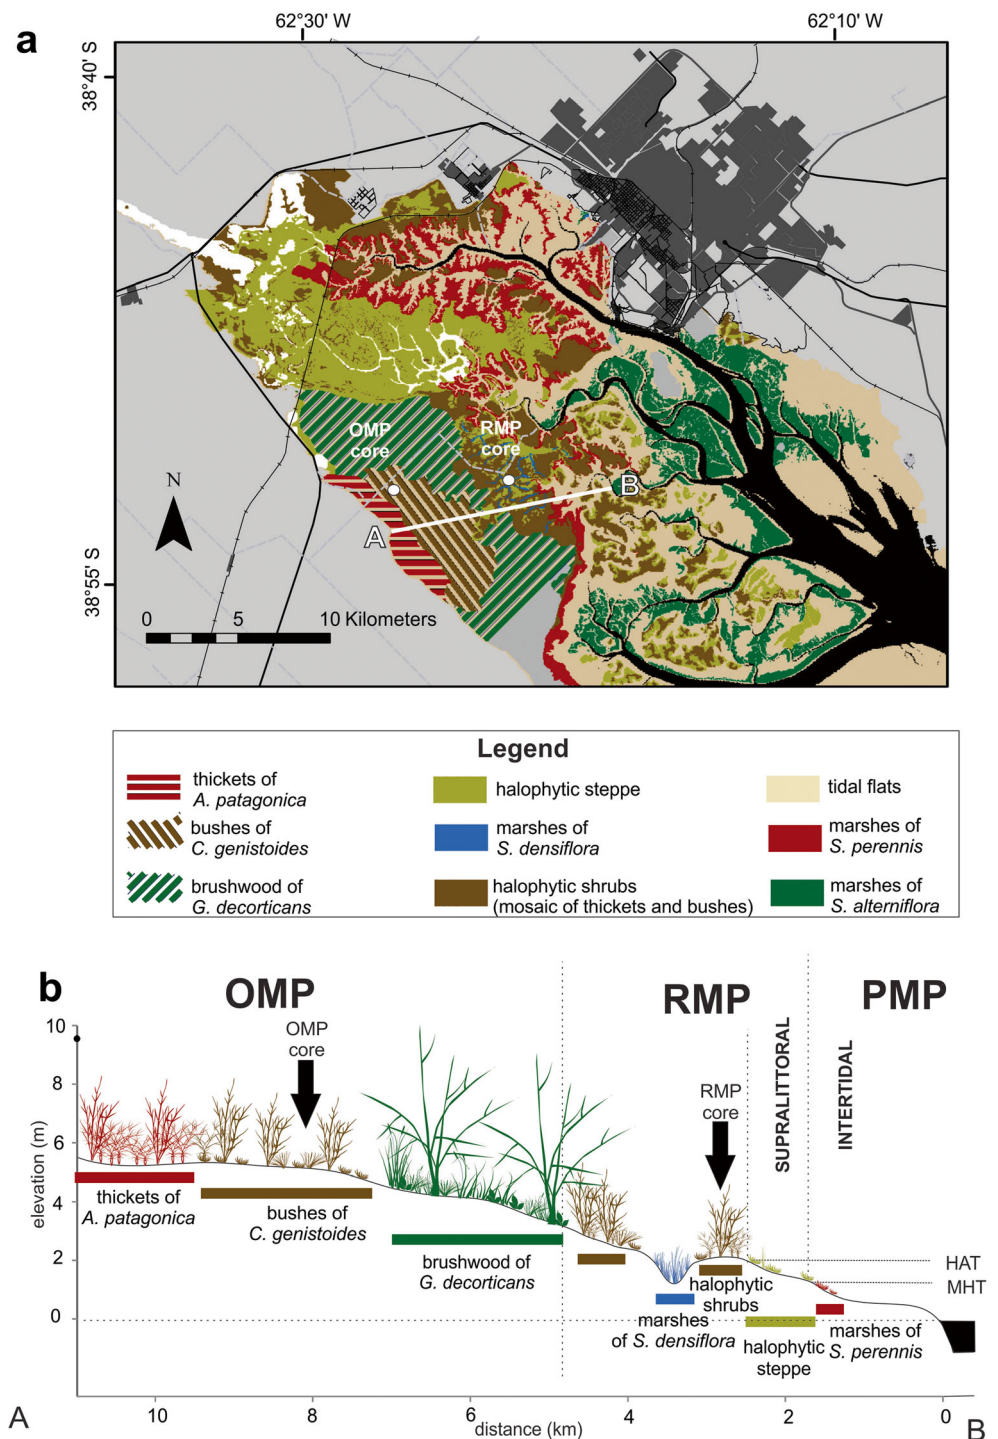 a
62°30' W
62°10' W
38°40' S
38°55' S
OMP
core
RMP
core
N
A
B
0
5
10 Kilometers
Legend
thickets of
A. patagonica
halophytic steppe
tidal flats
bushes of
C. genistoides
marshes of
S. densiflora
marshes of
S. perennis
brushwood of
G. decorticans
halophytic shrubs
(mosaic of thickets and bushes)
marshes of
S. alterniflora
b
OMP
RMP
PMP
OMP
core
RMP
core
SUPRALITTORAL
INTERTIDAL
elevation (m)
10
8
6
4
2
0
thickets of
A. patagonica
bushes of
C. genistoides
brushwood of
G. decorticans
halophytic
shrubs
marshes
of S. densiflora
halophytic
steppe
marshes of
S. perennis
HAT
MHT
10
8
6
4
2
0
distance (km)
A
B